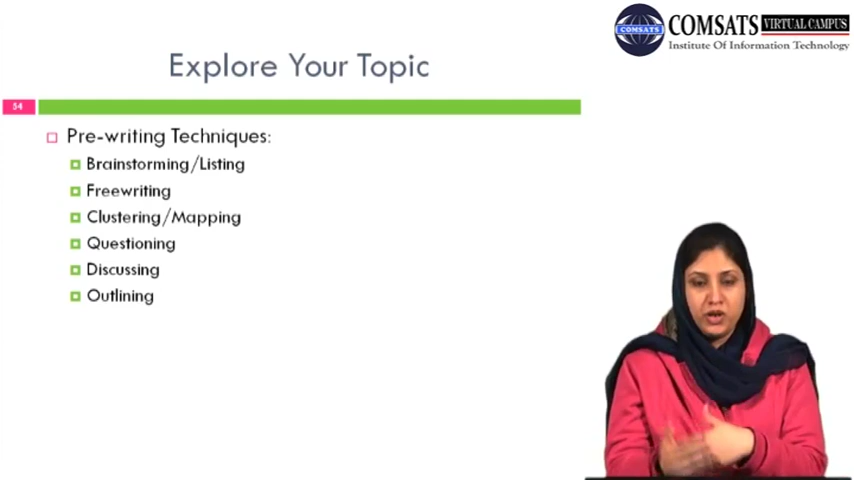 COMSATS VIRTUAL CAMPUS
COMSATS
Institute Of Information Technology
Explore Your Topic
54
Pre-writing Techniques:
Brainstorming/Listing
Freewriting
Clustering/Mapping
Questioning
Discussing
Outlining